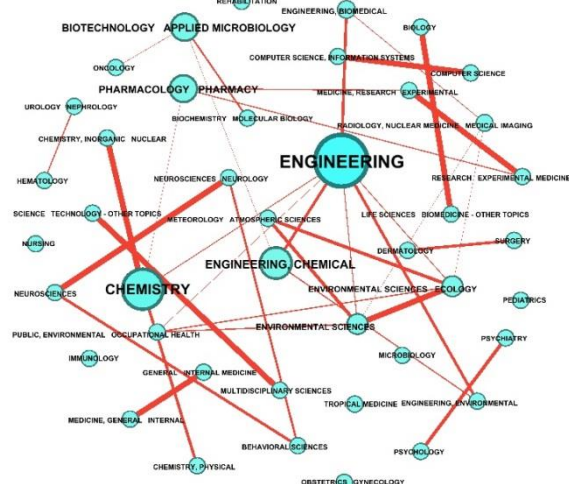 REHABILITATION
ENGINEERING, BIOMEDICAL
BIOTECHNOLOGY APPLIED MICROBIOLOGY
BIOLOGY
COMPUTER SCIENCE, INFORMATION SYSTEMS
ONCOLOGY
COMPUTER SCIENCE
PHARMACOLOGY PHARMACY
MEDICINE, RESEARCH EXPERIMENTAL
UROLOGY NEPHROLOGY
BIOCHEMISTRY MOLECULAR BIOLOGY
RADIOLOGY, NUCLEAR MEDICINE MEDICAL IMAGING
CHEMISTRY, INORGANIC NUCLEAR
ENGINEERING
HEMATOLOGY
NEUROSCIENCES NEUROLOGY
RESEARCH EXPERIMENTAL MEDICINE
SCIENCE TECHNOLOGY - OTHER TOPICS
METEOROLOGY ATMOSPHERIC SCIENCES
LIFE SCIENCES BIOMEDICINE - OTHER TOPICS
NURSING
SURGERY
DERMATOLOGY
ENGINEERING, CHEMICAL
NEUROSCIENCES
CHEMISTRY
ENVIRONMENTAL SCIENCES ECOLOGY
PEDIATRICS
PUBLIC, ENVIRONMENTAL OCCUPATIONAL HEALTH
ENVIRONMENTAL SCIENCES
PSYCHIATRY
IMMUNOLOGY
MICROBIOLOGY
GENERAL INTERNAL MEDICINE
MULTIDISCIPLINARY SCIENCES
TROPICAL MEDICINE
ENGINEERING, ENVIRONMENTAL
MEDICINE, GENERAL INTERNAL
BEHAVIORAL SCIENCES
PSYCHOLOGY
CHEMISTRY, PHYSICAL
OBSTETRICS GYNECOLOGY